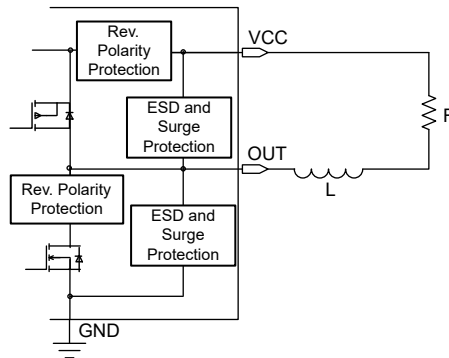 Rev.
Polarity
Protection
VCC
ESD and
Surge
Protection
R
OUT
L
Rev. Polarity
Protection
ESD and
Surge
Protection
GND